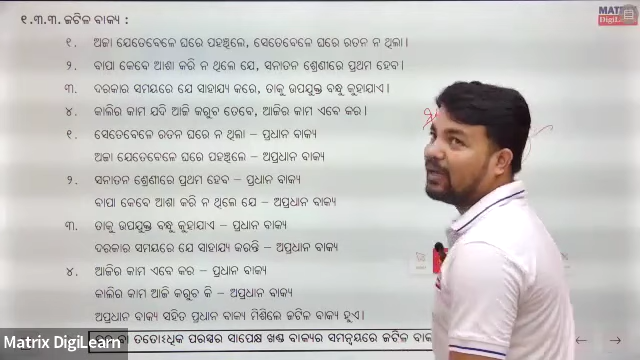 ୧.୩.୩. ଜଟିଳ ବାକ୍ୟ :
୧. ଅଜା ଯେତେବେଳେ ଘରେ ପହଞ୍ଚିଲେ, ସେତେବେଳେ ଘରେ ରତନ ନ ଥିଲା।
୨. ବାପା କେବେ ଆଶା କରି ନ ଥିଲେ ଯେ, ସନାତନ ଶ୍ରେଣୀରେ ପ୍ରଥମ ହେବ।
୩. ଦରକାର ସମୟରେ ଯେ ସାହାଯ୍ୟ କରେ, ତାକୁ ଉପଯୁକ୍ତ ବନ୍ଧୁ କୁହାଯାଏ।
୪. କାଲିର କାମ ଯଦି ଆଜି କରୁଚ ତେବେ, ଆଜିର କାମ ଏବେ କର।
୧. ସେତେବେଳେ ରତନ ଘରେ ନ ଥିଲା – ପ୍ରଧାନ ବାକ୍ୟ
ଅଜା ଯେତେବେଳେ ଘରେ ପହଞ୍ଚିଲେ – ଅପ୍ରଧାନ ବାକ୍ୟ
୨. ସନାତନ ଶ୍ରେଣୀରେ ପ୍ରଥମ ହେବ – ପ୍ରଧାନ ବାକ୍ୟ
ବାପା କେବେ ଆଶା କରି ନ ଥିଲେ ଯେ – ଅପ୍ରଧାନ ବାକ୍ୟ
୩. ତାକୁ ଉପଯୁକ୍ତ ବନ୍ଧୁ କୁହାଯାଏ – ପ୍ରଧାନ ବାକ୍ୟ
ଦରକାର ସମୟରେ ଯେ ସାହାଯ୍ୟ କରନ୍ତି – ଅପ୍ରଧାନ ବାକ୍ୟ
୪. ଆଜିର କାମ ଏବେ କର – ପ୍ରଧାନ ବାକ୍ୟ
କାଲିର କାମ ଆଜି କରୁଚ କି – ଅପ୍ରଧାନ ବାକ୍ୟ
ଅପ୍ରଧାନ ବାକ୍ୟ ସହିତ ପ୍ରଧାନ ବାକ୍ୟ ମିଶିଲେ ଜଟିଳ ବାକ୍ୟ ହୁଏ।
ବା ତତୋଽଧିକ ପରସ୍ପର ସାପେକ୍ଷ ଖଣ୍ଡ ବାକ୍ୟର ସମନ୍ୱୟରେ ଜଟିଳ
Matrix DigiLearn